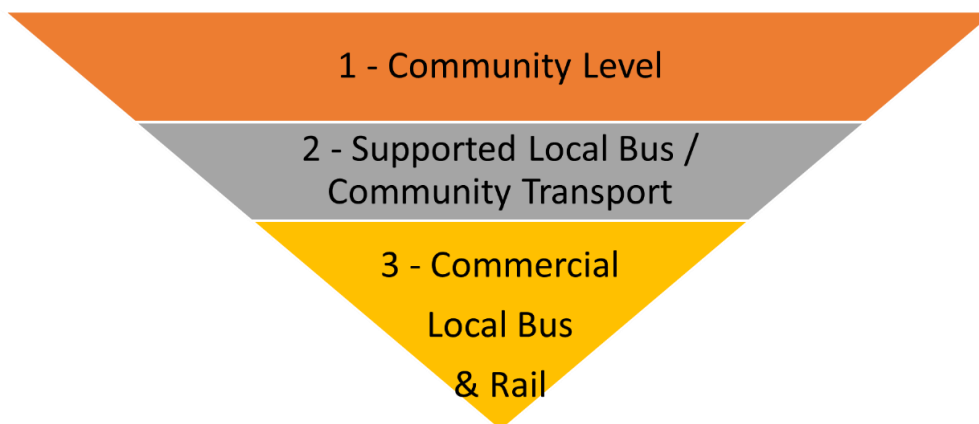 1 - Community Level
2 - Supported Local Bus /
Community Transport
3 - Commercial
Local Bus
& Rail